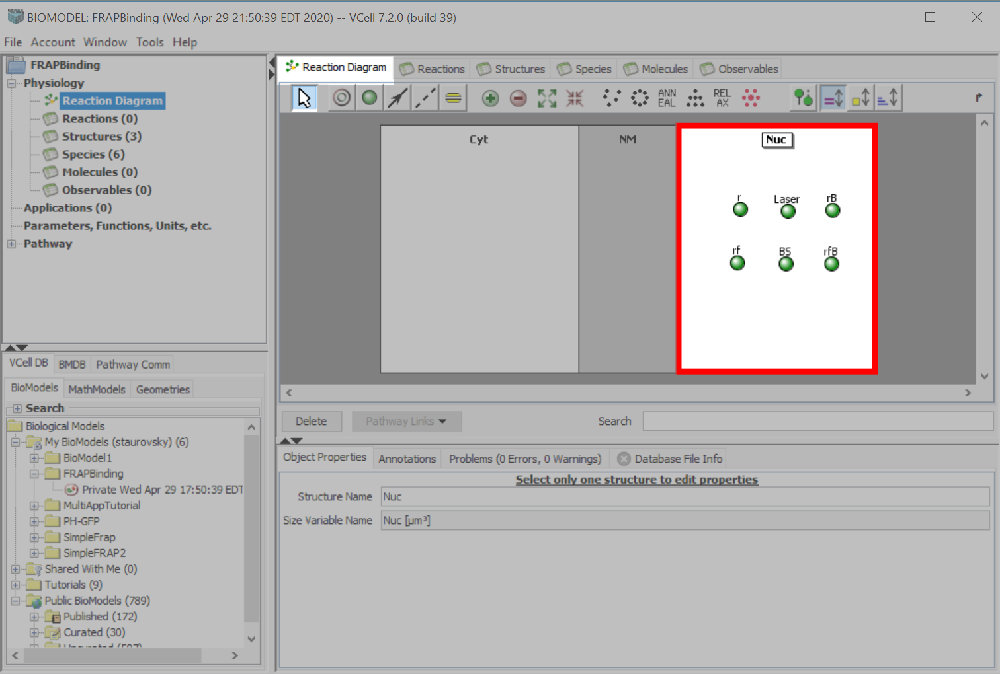 BIOMODEL: FRAPBinding (Wed Apr 29 21:50:39 EDT 2020) -- VCell 7.2.0 (build 39)
File Account Window Tools Help
FRAPBinding
Physiology
Reaction Diagram
Reactions (0)
Structures (3)
Species (6)
Molecules (0)
Observables (0)
Applications (0)
Parameters, Functions, Units, etc.
Pathway
VCell DB BMDB Pathway Comm
BioModels MathModels Geometries
Search
Biological Models
My BioModels (staurovsky) (6)
BioModel1
FRAPBinding
Private Wed Apr 29 17:50:39 EDT
MultiAppTutorial
PH-GFP
SimpleFrap
SimpleFRAP2
Shared With Me (0)
Tutorials (9)
Public BioModels (789)
Published (172)
Curated (30)
Reaction Diagram Reactions Structures Species Molecules Observables
ANN
EAL
REL
AX
Cyt NM Nuc
r Laser rB
rf BS rfB
Delete Pathway Links Search
Object Properties Annotations Problems (0 Errors, 0 Warnings) Database File Info
Select only one structure to edit properties
Structure Name Nuc
Size Variable Name Nuc [µm³]